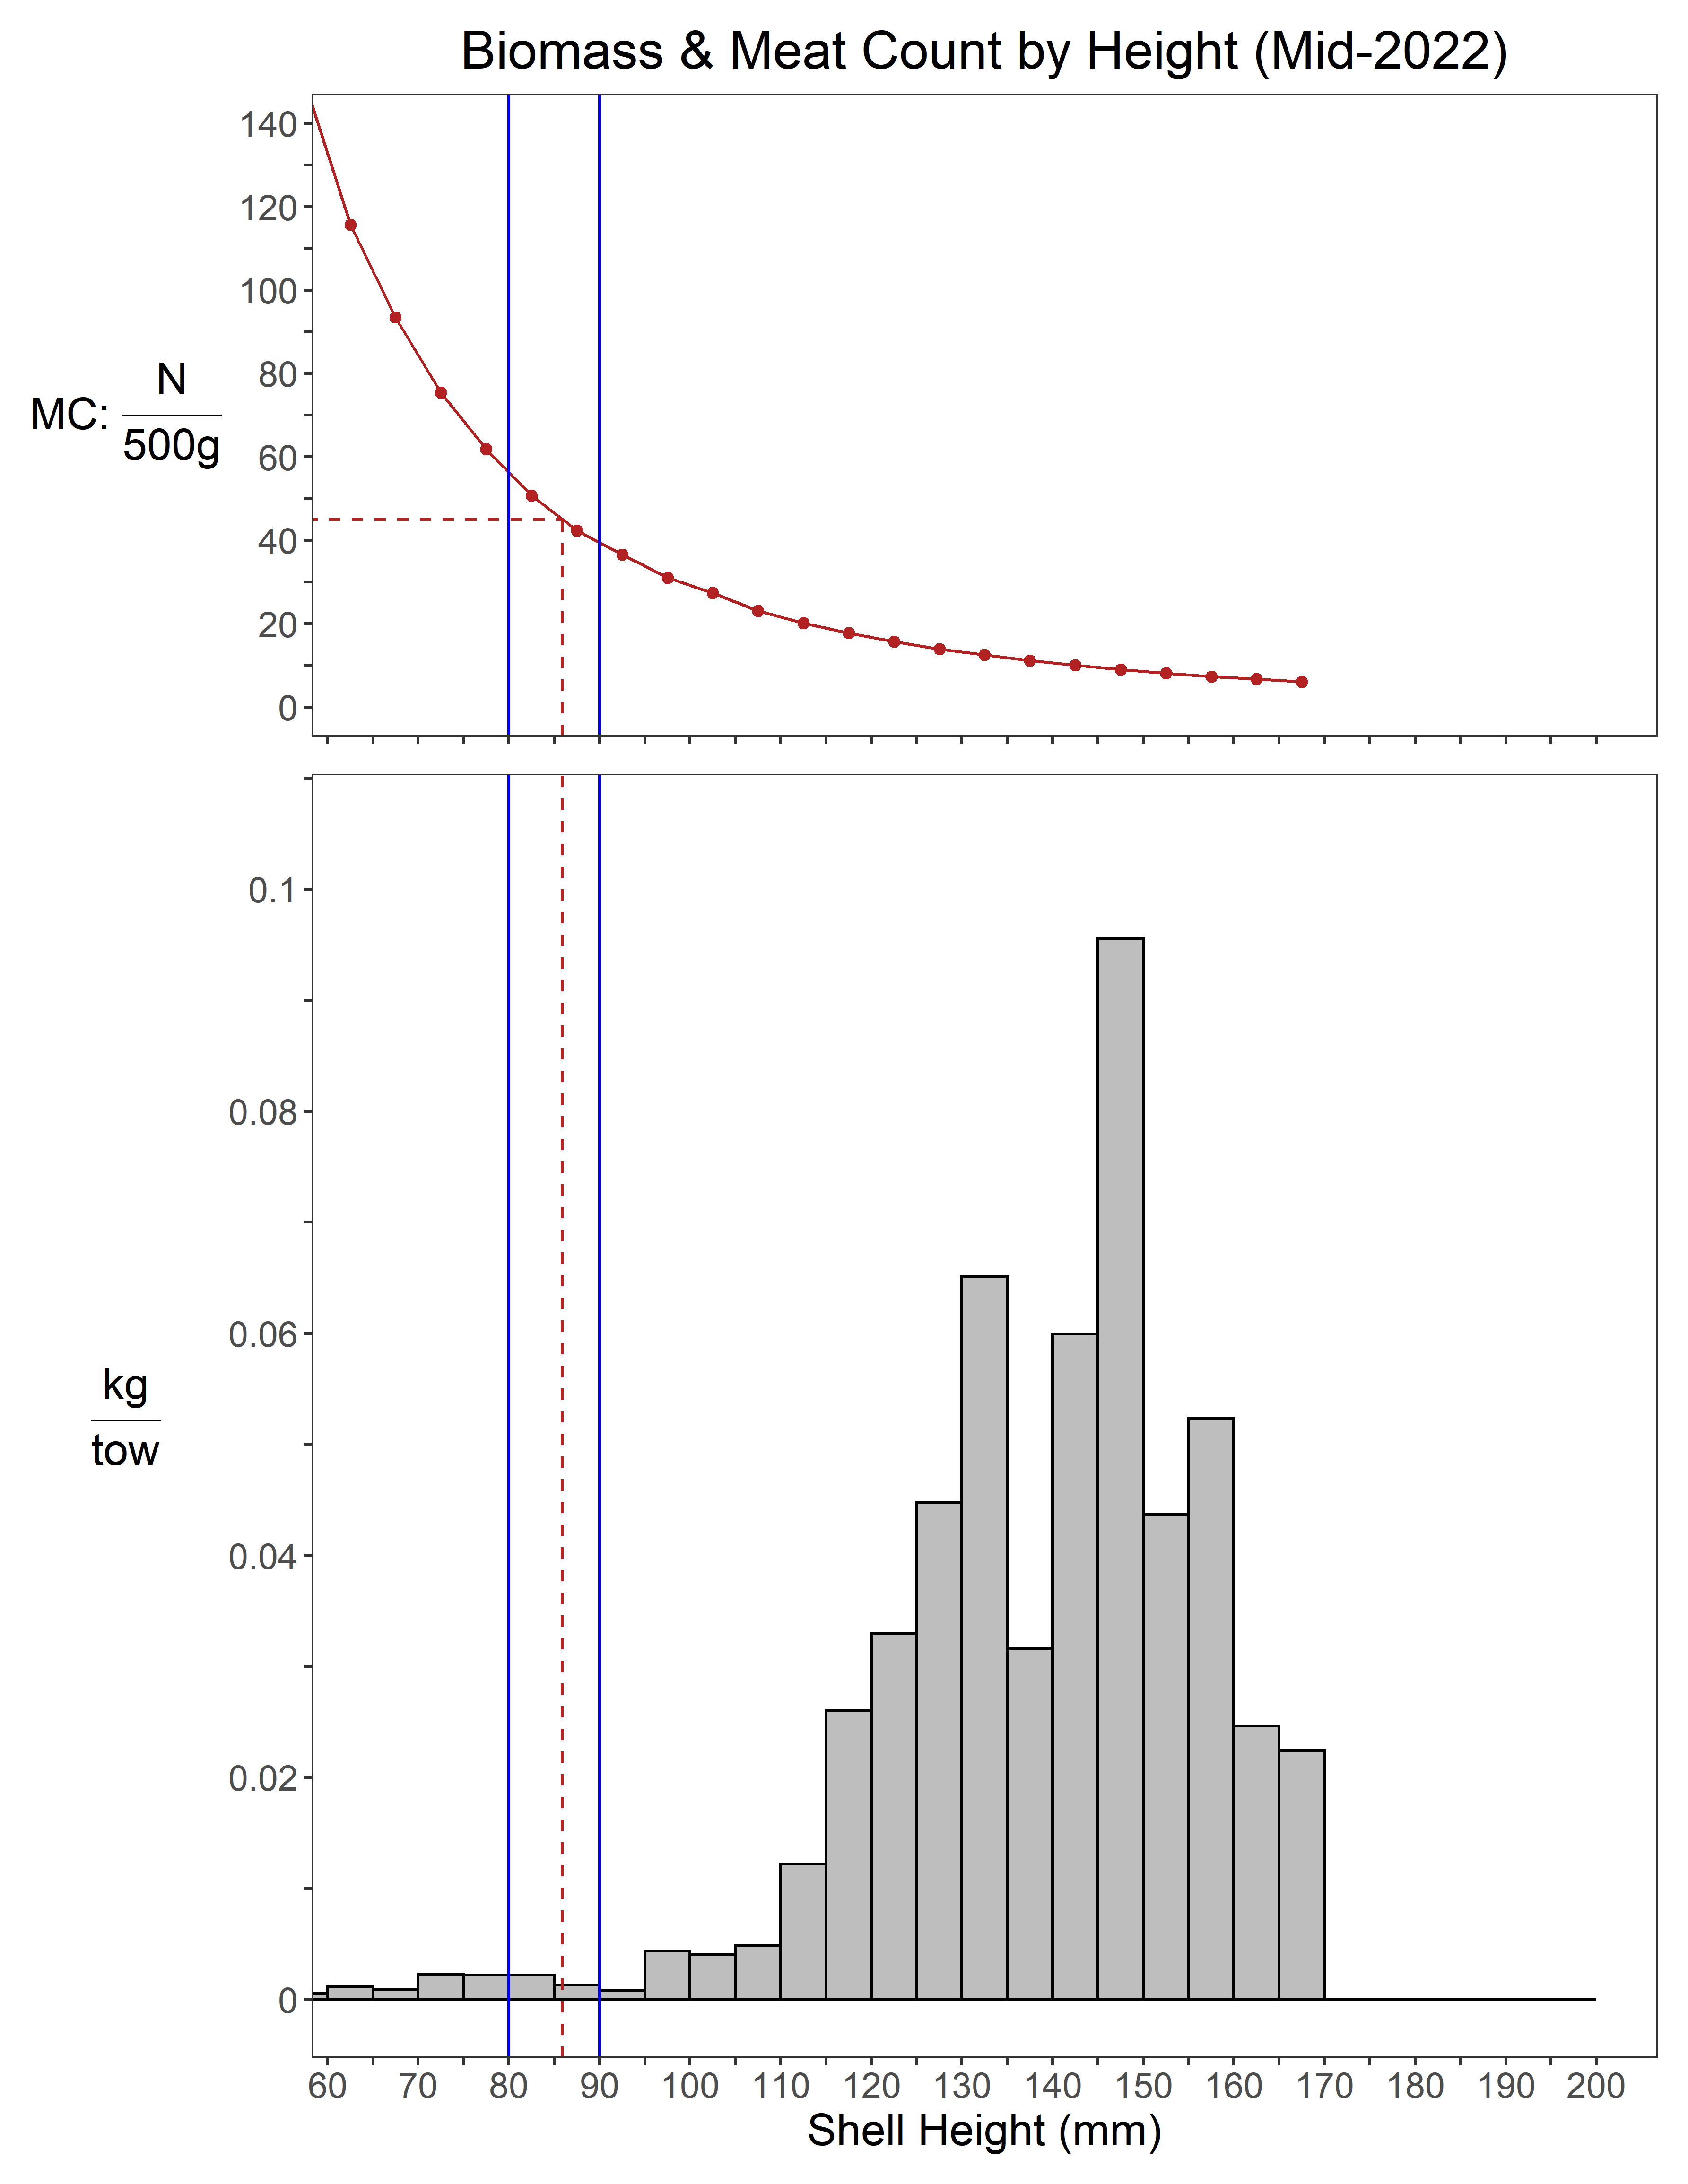 Biomass & Meat Count by Height (Mid-2022)
140
120
100
80
60
40
20
0
MC: N
500g
0.1
0.08
0.06
0.04
0.02
0
kg
tow
60 70 80 90 100 110 120 130 140 150 160 170 180 190 200
Shell Height (mm)